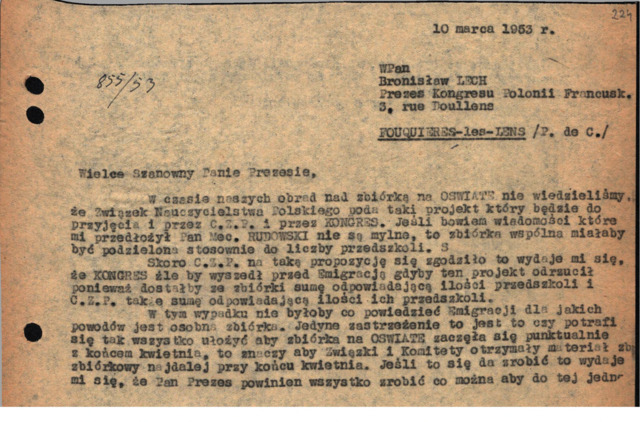 224
10 marca 1953 r.
855/53
WPan
Bronisław LECH
Prezes Kongresu Polonii Francusk.
3, rue Doullens
FOUQUIERES-les-LENS /P. de C./
Wielce Szanowny Panie Prezesie,
W czasie naszych obrad nad zbiórką na OSWIATE nie wiedzieliśmy,
że Związek Nauczycielstwa Polskiego poda taki projekt który będzie do
przyjęcia i przez C.Z.P. i przez KONGRES. Jeśli bowiem wiadomości które
mi przedłożył Pan Mec. RUDOWSKI nie są mylne, to zbiórka wspólna miałaby
być podzielona stosownie do liczby przedszkoli. S
Skoro C.Z.P. na taką propozycję się zgodziło to wydaje mi się,
że KONGRES źle by wyszedł przed Emigracją gdyby ten projekt odrzucił
ponieważ dostałby ze zbiórki sumę odpowiadającą ilości przedszkoli i
C.Z.P. także sumę odpowiadającą ilości ich przedszkoli.
W tym wypadku nie byłoby co powiedzieć Emigracji dla jakich
powodów jest osobna zbiórka. Jedyne zastrzeżenie to jest to czy potrafi
się tak wszystko ułożyć aby zbiórka na OSWIATE zaczęła się punktualnie
z końcem kwietnia, to znaczy aby Związki i Komitety otrzymały materiał
zbiórkowy najdalej przy końcu kwietnia. Jeśli to się da zrobić to wydaje
mi się, że Pan Prezes powinien wszystko zrobić co można aby do tej